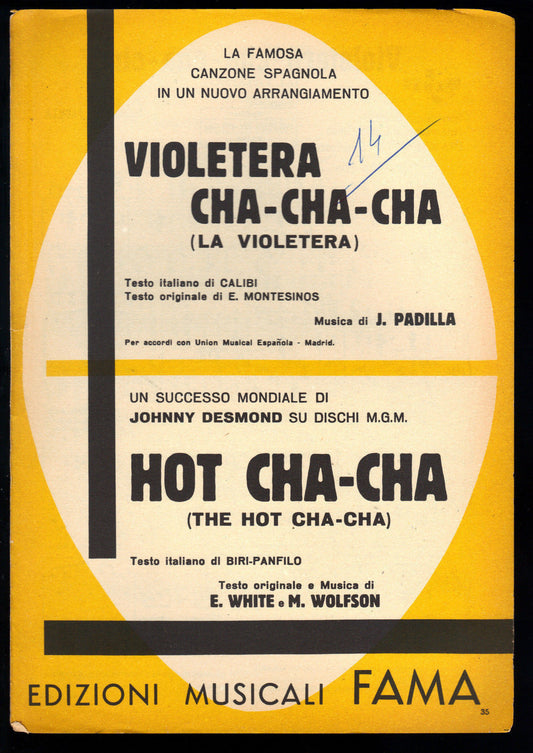 LA FAMOSA
CANZONE SPAGNOLA
IN UN NUOVO ARRANGIAMENTO
14
VIOLETERA
CHA-CHA-CHA
(LA VIOLETERA)
Testo italiano di CALIBI
Testo originale di E. MONTESINOS
Musica di J. PADILLA
Per accordi con Union Musical Española - Madrid.
UN SUCCESSO MONDIALE DI
JOHNNY DESMOND SU DISCHI M.G.M.
HOT CHA-CHA
(THE HOT CHA-CHA)
Testo italiano di BIRI-PANFILO
Testo originale e Musica di
E. WHITE e M. WOLFSON
EDIZIONI MUSICALI FAMA
35